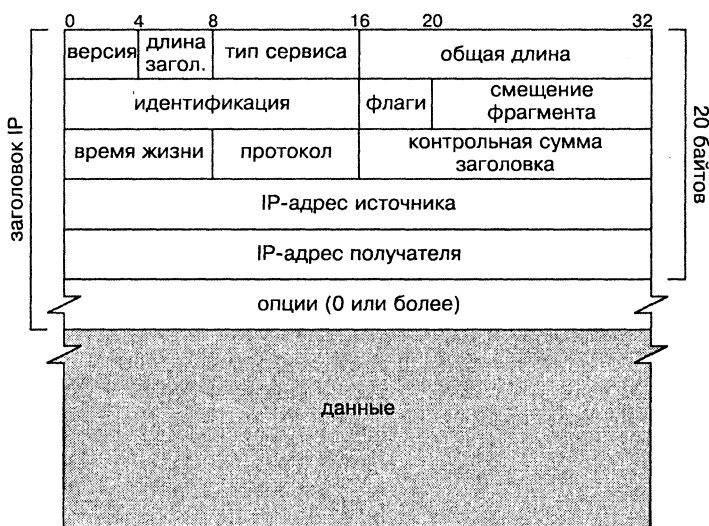 0 4 8 16 20 32
версия
длина
загол.
тип сервиса
общая длина
идентификация
флаги
смещение
фрагмента
время жизни
протокол
контрольная сумма
заголовка
IP-адрес источника
IP-адрес получателя
опции (0 или более)
данные
заголовок IP
20 байтов